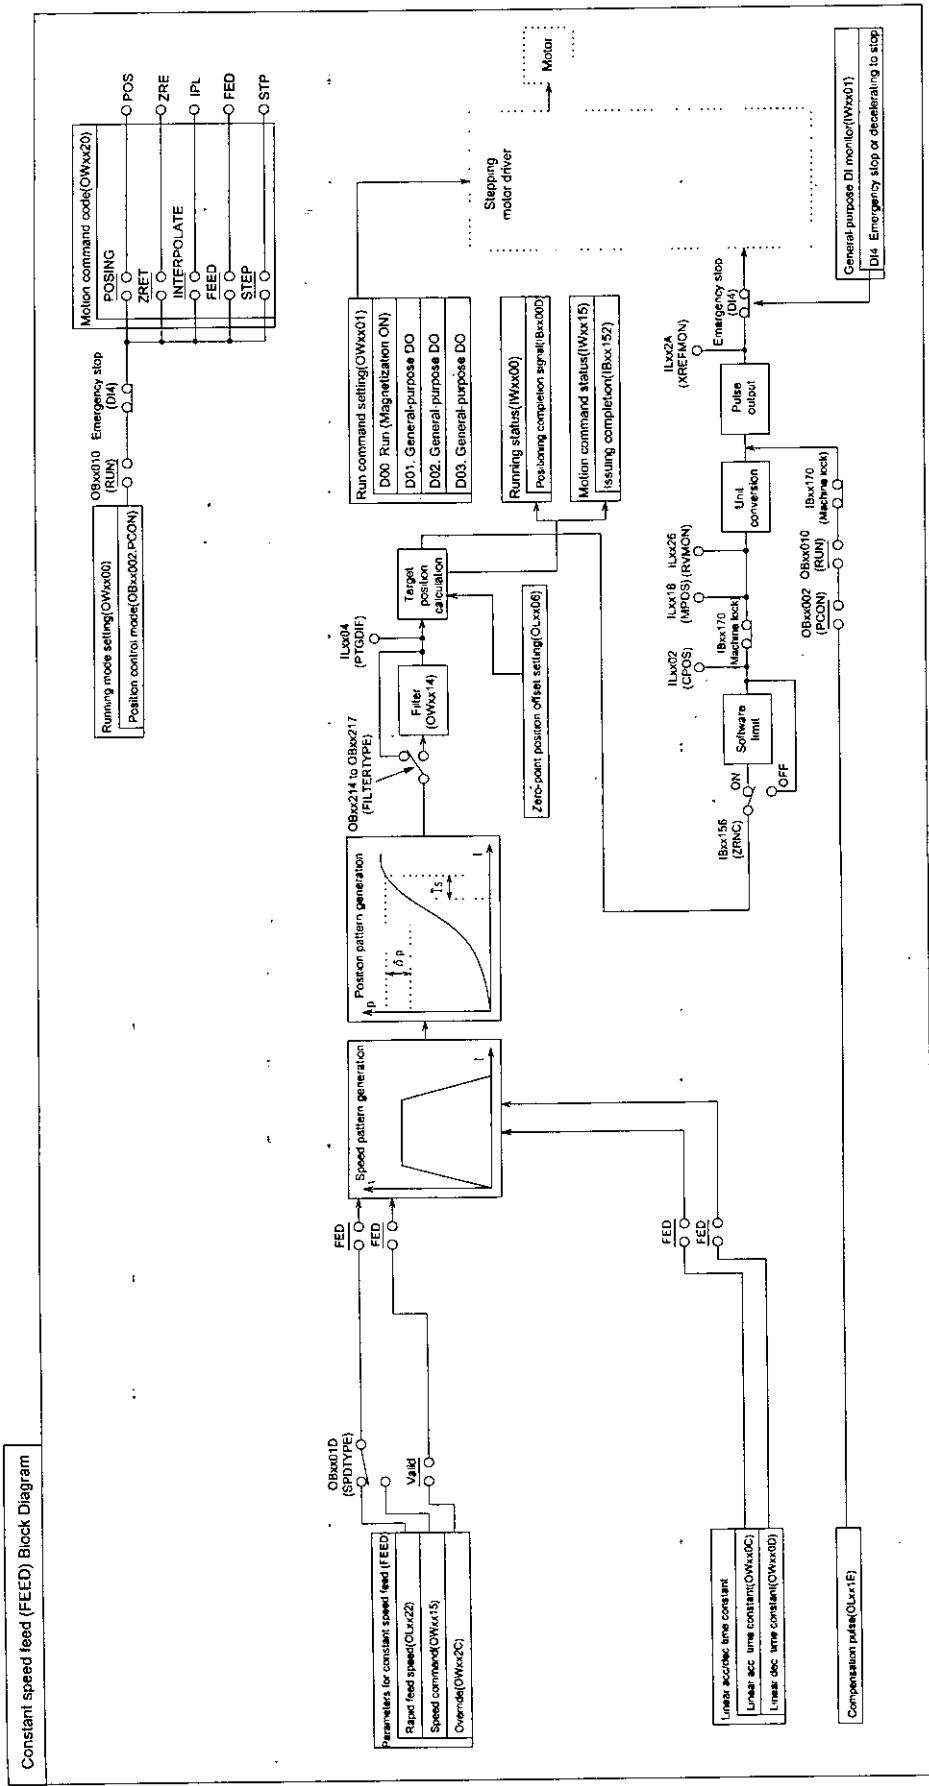 Constant speed feed (FEED) Block Diagram
Running mode setting(OWxx00)
Position control mode(OBxx002,PCON)
OBxx010
(RUN)
Emergency stop
(DI4)
Motion command code(OWxx20)
POSING
ZRET
INTERPOLATE
FEED
STEP
POS
ZRE
IPL
FED
STP
Parameters for constant speed feed (FEED)
Rapid feed speed(OLxx22)
Speed command(OWxx15)
Override(OWxx2C)
OBxx01D
(SPDTYPE)
Valid
FED
FED
Speed pattern generation
t
Position pattern generation
p
δ p
Ts
t
OBxx214 to OBxx217
(FILTERTYPE)
Filter
(OWxx14)
ILxx04
(PTGDIF)
Target
position
calculation
Zero-point position offset setting(OLxx06)
Run command setting(OWxx01)
D00 Run (Magnetization ON)
D01. General-purpose DO
D02. General-purpose DO
D03. General-purpose DO
Running status(IWxx00)
Positioning completion signal(IBxx00D)
Motion command status(IWxx15)
Issuing completion(IBxx152)
Stepping
motor driver
Motor
Linear acc/dec time constant
Linear acc time constant(OWxx0C)
Linear dec time constant(OWxx0D)
FED
FED
IBxx156
(ZRNC)
ON
OFF
Software
limit
ILxx02
(CPOS)
IBxx170
(Machine lock)
ILxx18
(MPOS)
ILxx26
(RVMON)
Unit
conversion
Pulse
output
ILxx2A
(XREFMON)
Emergency stop
(DI4)
Compensation pulse(OLxx1E)
OBxx002
(PCON)
OBxx010
(RUN)
IBxx170
(Machine lock)
General-purpose DI monitor(IWxx01)
DI4 Emergency stop or decelerating to stop